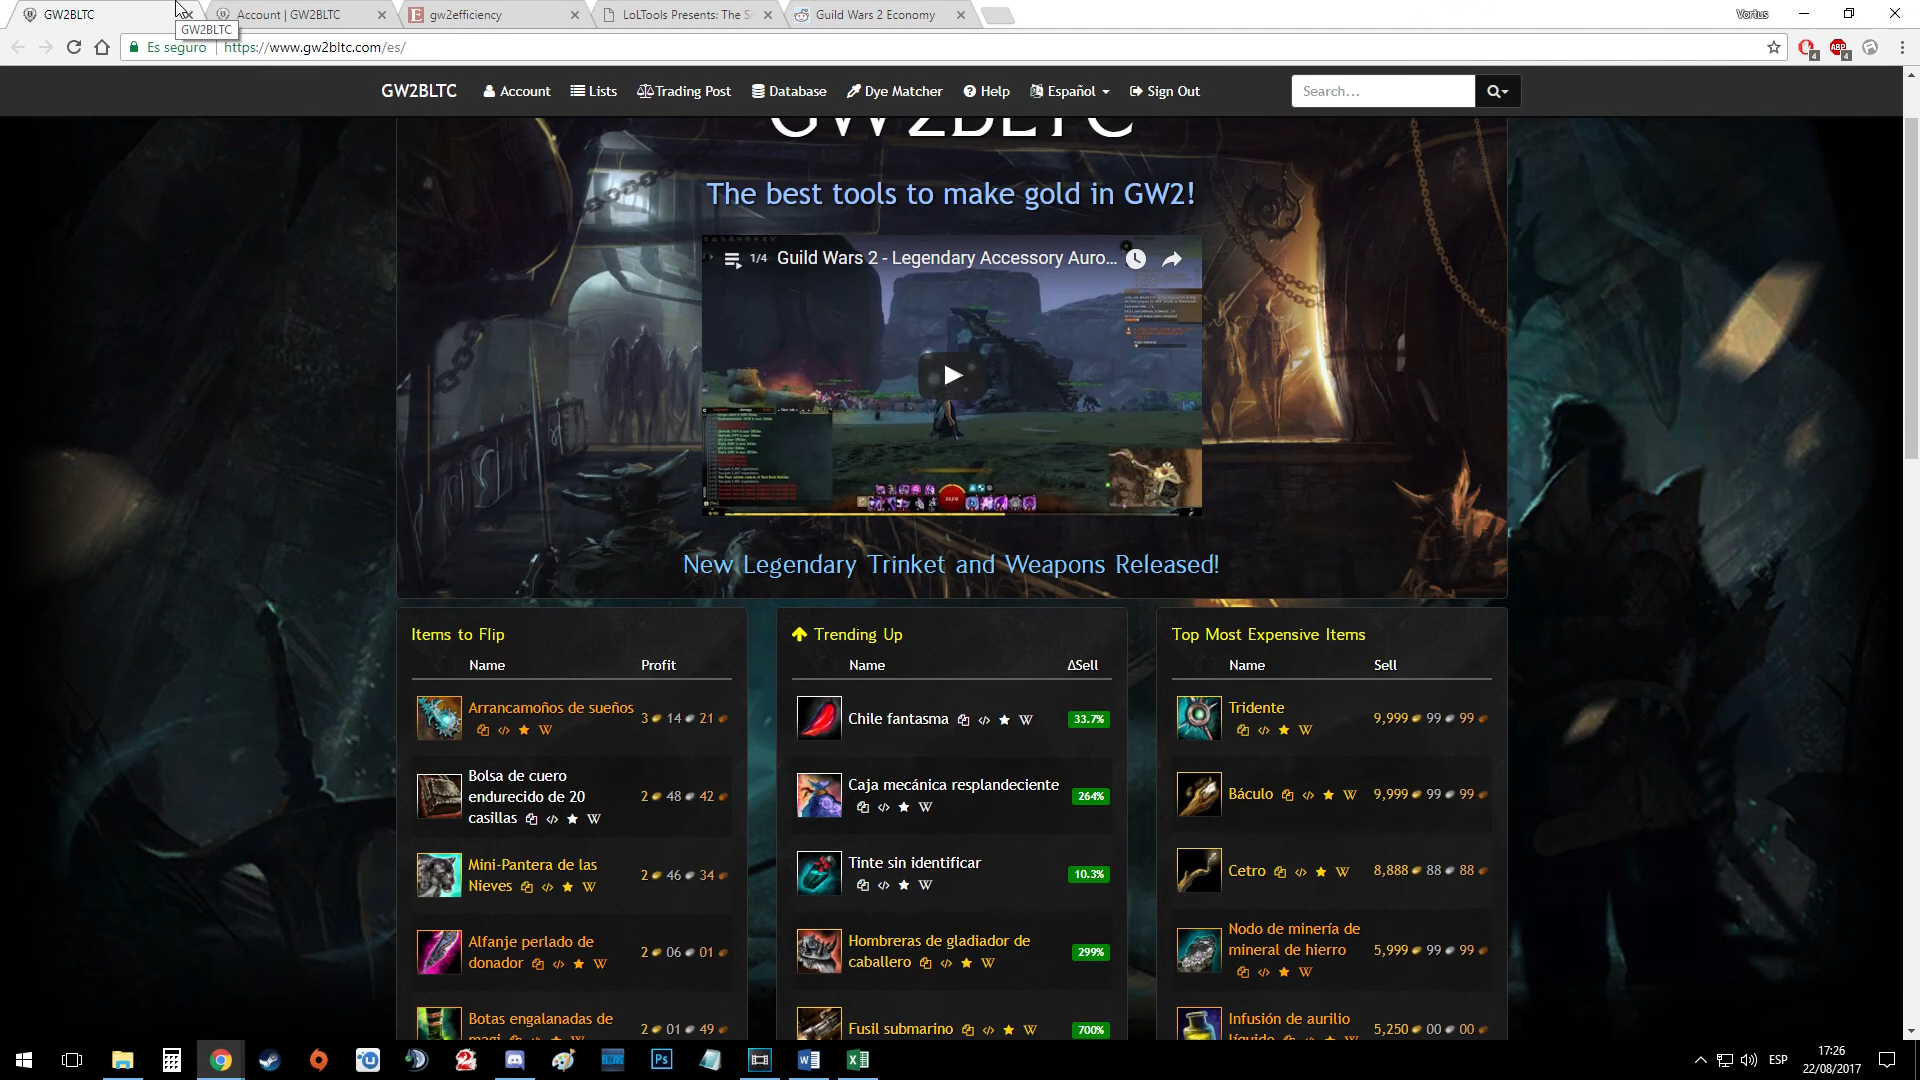 GW2BLTC
Account | GW2BLTC
gw2efficiency
LoLTools Presents: The S
Guild Wars 2 Economy
Vortus
GW2BLTC
Es seguro
https://www.gw2bltc.com/es/
4
ABP
4
GW2BLTC
Account
Lists
Trading Post
Database
Dye Matcher
Help
Español
Sign Out
Search...
GW2BLTC
The best tools to make gold in GW2!
1/4 Guild Wars 2 - Legendary Accessory Auro...
New Legendary Trinket and Weapons Released!
Items to Flip
Name Profit
Arrancamoños de sueños 3 14 21
W
Bolsa de cuero
endurecido de 20
casillas W
2 48 42
Mini-Pantera de las
Nieves W
2 46 34
Alfanje perlado de
donador W
2 06 01
Botas engalanadas de
magi
2 01 49
Trending Up
Name ΔSell
Chile fantasma W 33.7%
Caja mecánica resplandeciente
W
264%
Tinte sin identificar
W
10.3%
Hombreras de gladiador de
caballero W
299%
Fusil submarino W 700%
Top Most Expensive Items
Name Sell
Tridente
W
9,999 99 99
Báculo W 9,999 99 99
Cetro W 8,888 88 88
Nodo de minería de
mineral de hierro
W
5,999 99 99
Infusión de aurilio
líquido
5,250 00 00
Ps
ESP
17:26
22/08/2017